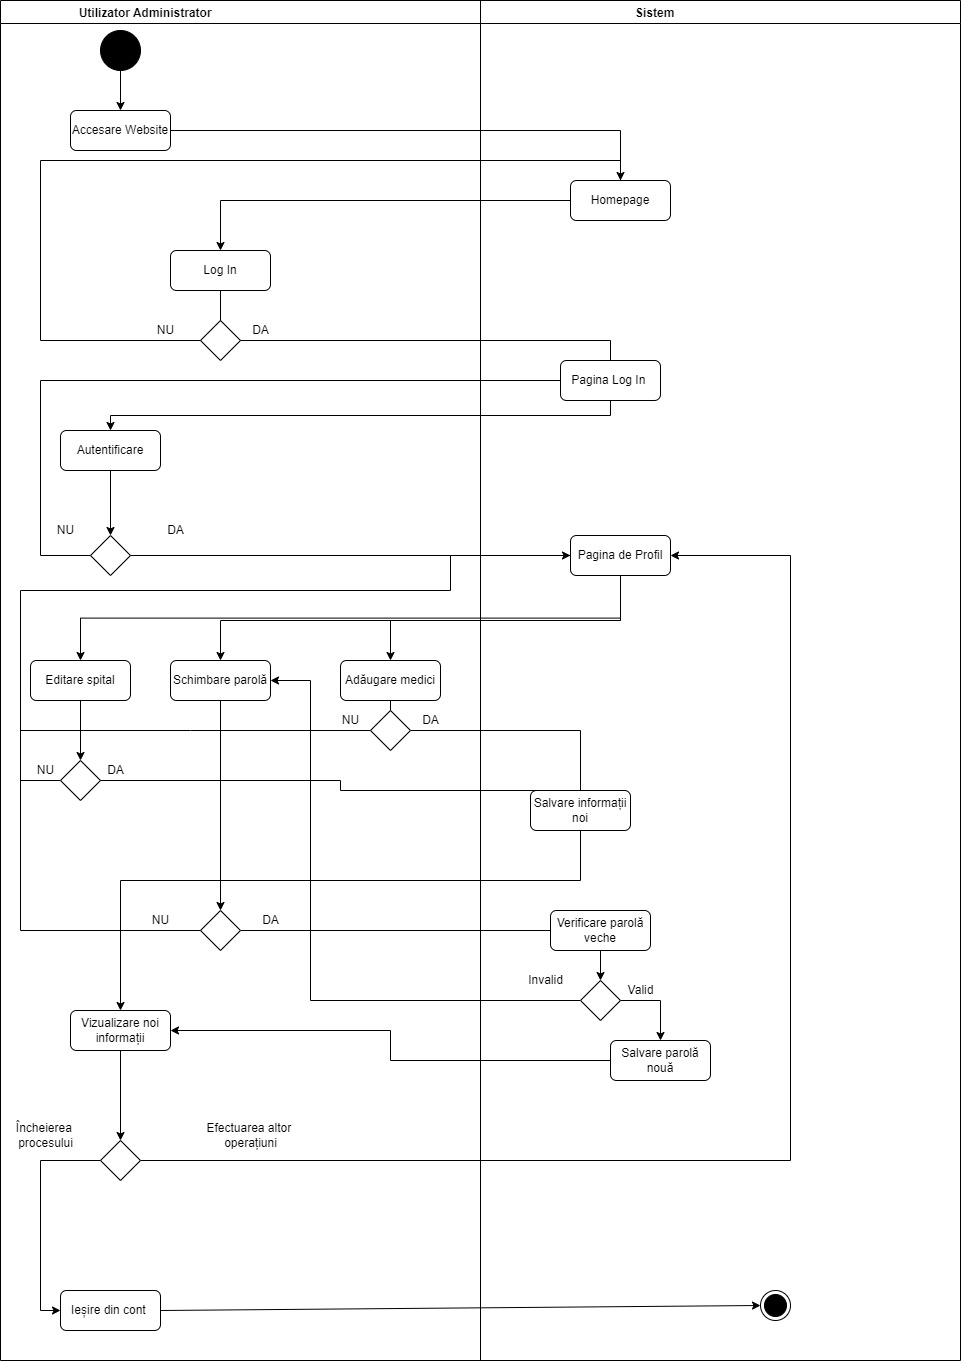 Utilizator Administrator
Sistem
Accesare Website
Homepage
Log In
NU
DA
Pagina Log In
Autentificare
NU
DA
Pagina de Profil
Editare spital
Schimbare parolă
Adăugare medici
NU
DA
NU
DA
Salvare informații
noi
NU
DA
Verificare parolă
veche
Invalid
Valid
Vizualizare noi
informații
Salvare parolă
nouă
Încheierea
procesului
Efectuarea altor
operațiuni
Ieșire din cont